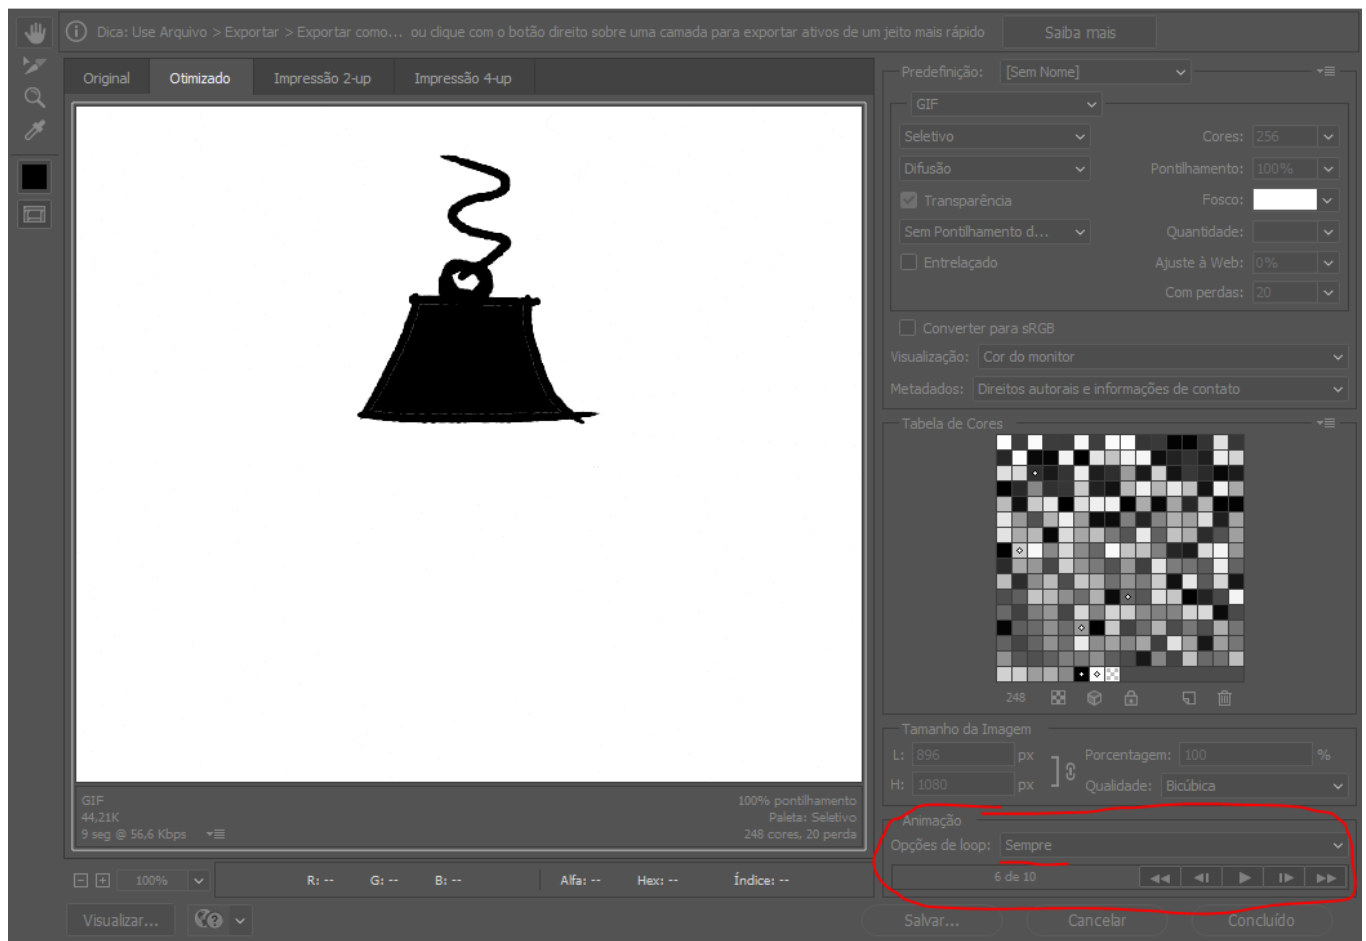 Dica: Use Arquivo > Exportar > Exportar como... ou clique com o botão direito sobre uma camada para exportar ativos de um jeito mais rápido
Saiba mais
Original
Otimizado
Impressão 2-up
Impressão 4-up
Predefinição: [Sem Nome]
GIF
Seletivo
Cores: 256
Difusão
Pontilhamento: 100%
Transparência
Fosco:
Sem Pontilhamento d...
Quantidade:
Entrelaçado
Ajuste à Web: 0%
Com perdas: 20
Converter para sRGB
Visualização: Cor do monitor
Metadados: Direitos autorais e informações de contato
Tabela de Cores
248
Tamanho da Imagem
L: 896 px
Porcentagem: 100 %
H: 1080 px
Qualidade: Bicúbica
Animação
Opções de loop: Sempre
6 de 10
GIF
44,21K
9 seg @ 56,6 Kbps
100% pontilhamento
Paleta: Seletivo
248 cores, 20 perda
100%
R: --
G: --
B: --
Alfa: --
Hex: --
Índice: --
Visualizar...
Salvar...
Cancelar
Concluído